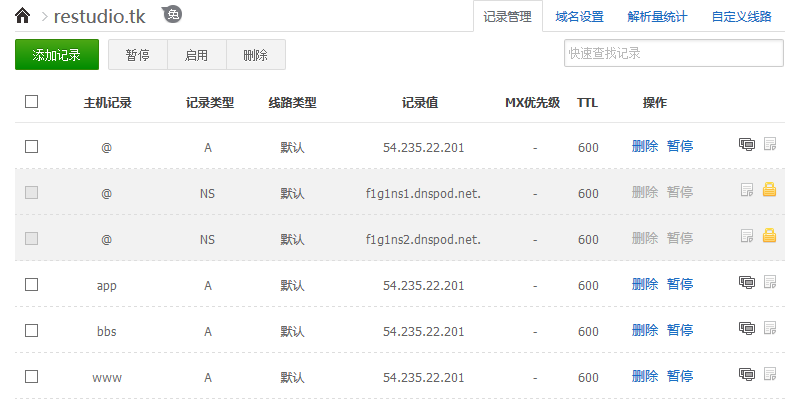 restudio.tk 免 记录管理 域名设置 解析量统计 自定义线路
添加记录 暂停 启用 删除 快速查找记录
主机记录 记录类型 线路类型 记录值 MX优先级 TTL 操作
@ A 默认 54.235.22.201 - 600 删除 暂停
@ NS 默认 f1g1ns1.dnspod.net. - 600 删除 暂停
@ NS 默认 f1g1ns2.dnspod.net. - 600 删除 暂停
app A 默认 54.235.22.201 - 600 删除 暂停
bbs A 默认 54.235.22.201 - 600 删除 暂停
www A 默认 54.235.22.201 - 600 删除 暂停